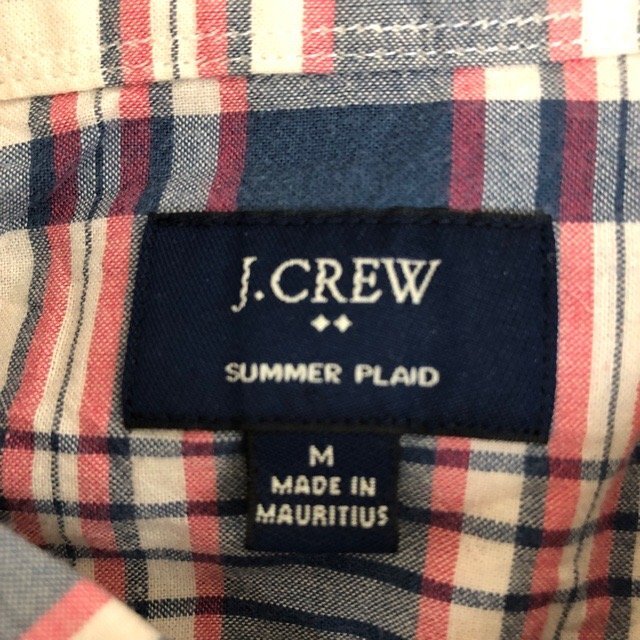 J.CREW
SUMMER PLAID
M
MADE IN
MAURITIUS